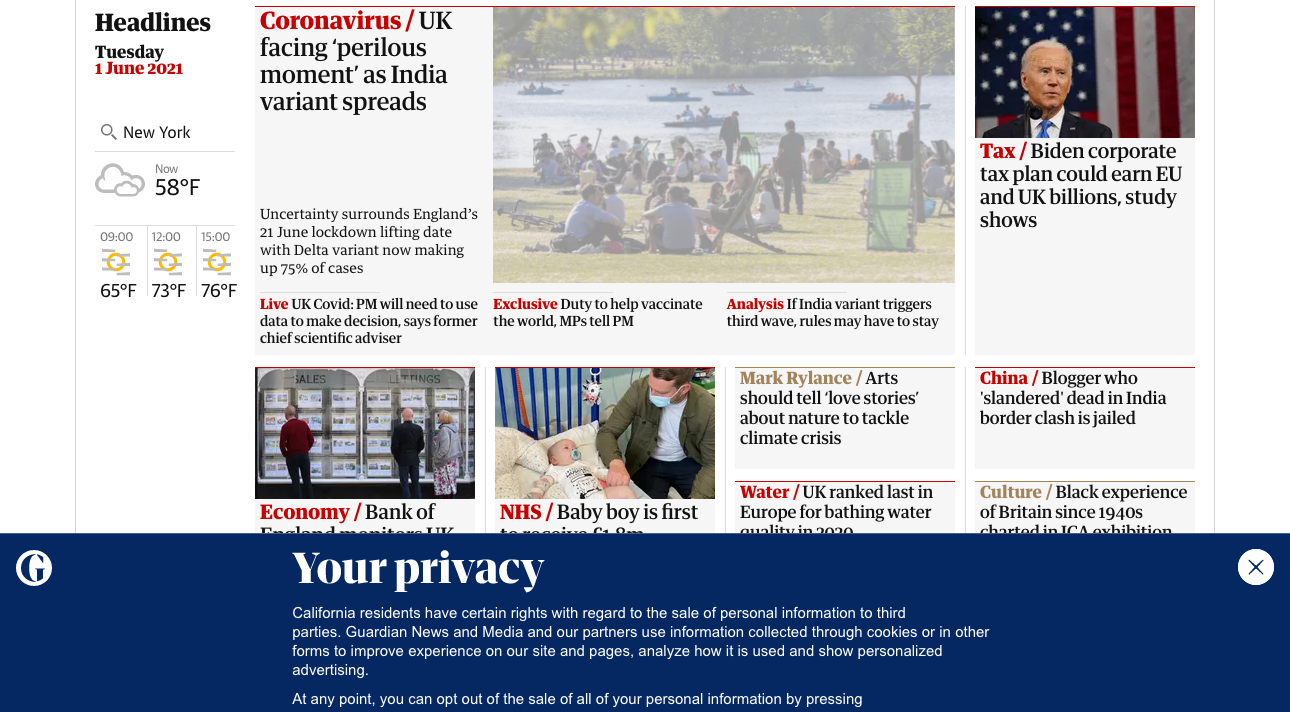 Headlines
Tuesday
1 June 2021
New York
Now
58°F
09:00
12:00
15:00
65°F
73°F
76°F
Coronavirus / UK
facing ‘perilous
moment’ as India
variant spreads
Uncertainty surrounds England’s
21 June lockdown lifting date
with Delta variant now making
up 75% of cases
Live UK Covid: PM will need to use
data to make decision, says former
chief scientific adviser
Exclusive Duty to help vaccinate
the world, MPs tell PM
Analysis If India variant triggers
third wave, rules may have to stay
Tax / Biden corporate
tax plan could earn EU
and UK billions, study
shows
SALES
LETTINGS
Economy / Bank of
England monitors UK
NHS / Baby boy is first
to receive £1.8m
Mark Rylance / Arts
should tell ‘love stories’
about nature to tackle
climate crisis
Water / UK ranked last in
Europe for bathing water
quality in 2020
China / Blogger who
'slandered' dead in India
border clash is jailed
Culture / Black experience
of Britain since 1940s
charted in ICA exhibition
G
Your privacy
California residents have certain rights with regard to the sale of personal information to third
parties. Guardian News and Media and our partners use information collected through cookies or in other
forms to improve experience on our site and pages, analyze how it is used and show personalized
advertising.
At any point, you can opt out of the sale of all of your personal information by pressing